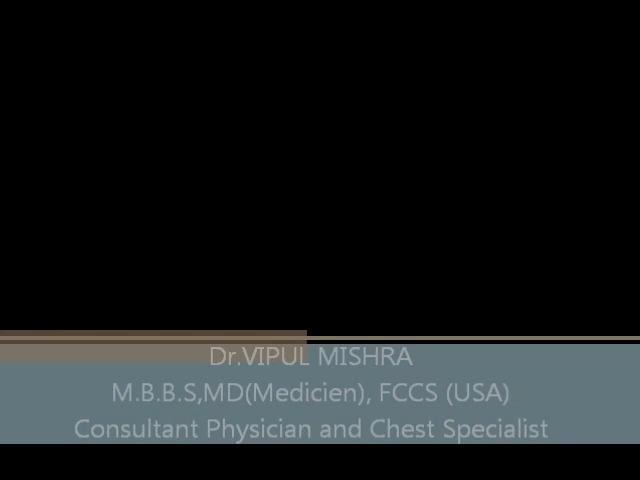 Dr.VIPUL MISHRA
M.B.B.S,MD(Medicien), FCCS (USA)
Consultant Physician and Chest Specialist